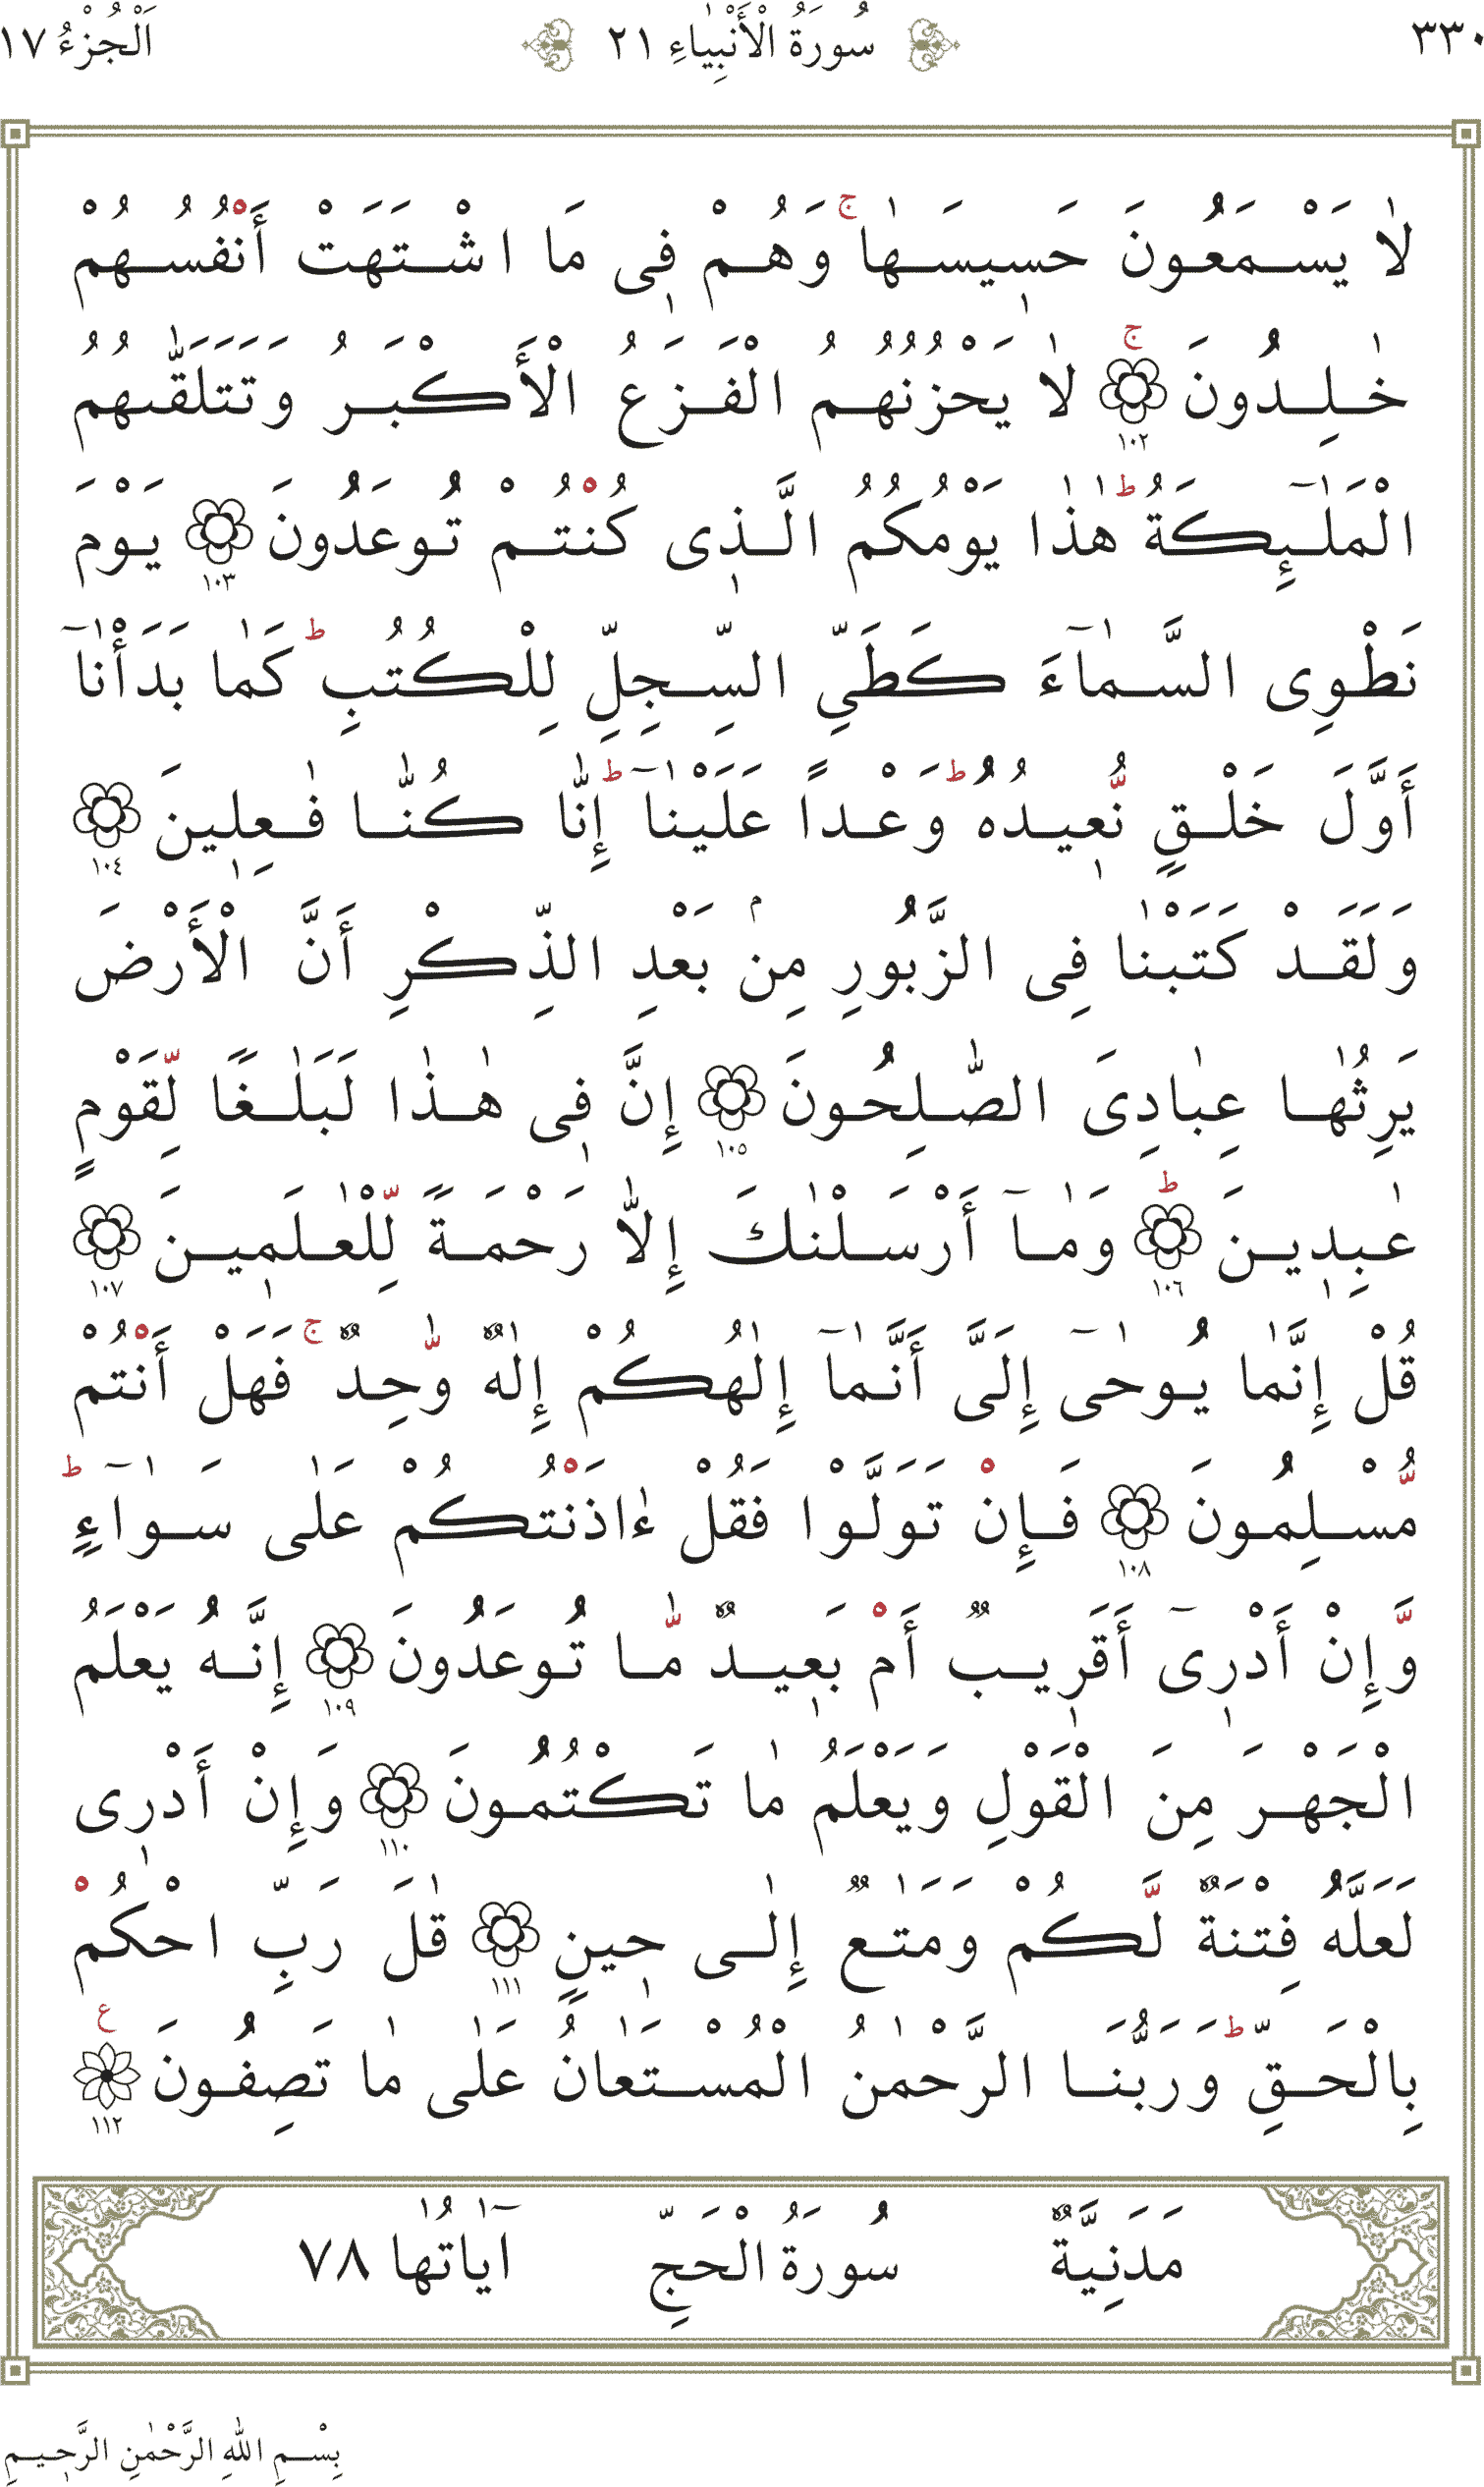 ٣٣٠ سُورَةُ الْأَنْبِيٰاءِ ٢١ اَلْجُزْءُ ١٧
لٰا يَسْمَعُونَ حَسٖيسَهٰاۚ وَهُمْ فٖى مَا اشْتَهَتْ أَنْفُسُهُمْ
خٰلِدُونَ ١٠٢ۚ لٰا يَحْزُنُهُمُ الْفَزَعُ الْأَكْبَرُ وَتَتَلَقّٰىهُمُ
الْمَلٰٓئِكَةُؕ هٰذٰا يَوْمُكُمُ الَّذٖى كُنْتُمْ تُوعَدُونَ ١٠٣ يَوْمَ
نَطْوِى السَّمٰآءَ كَطَيِّ السِّجِلِّ لِلْكُتُبِؕ كَمٰا بَدَأْنٰآ
أَوَّلَ خَلْقٍ نُّعٖيدُهُؕ وَعْدًا عَلَيْنٰآؕ إِنّٰا كُنّٰا فٰعِلٖينَ ١٠٤
وَلَقَدْ كَتَبْنٰا فِى الزَّبُورِ مِنۢ بَعْدِ الذِّكْرِ أَنَّ الْأَرْضَ
يَرِثُهٰا عِبٰادِىَ الصّٰلِحُونَ ١٠٥ إِنَّ فٖى هٰذٰا لَبَلٰغًا لِّقَوْمٍ
عٰبِدٖينَ ١٠٦ؕ وَمٰآ أَرْسَلْنٰكَ إِلّٰا رَحْمَةً لِّلْعٰلَمٖينَ ١٠٧
قُلْ إِنَّمٰا يُوحٰٓى إِلَىَّ أَنَّمٰآ إِلٰهُكُمْ إِلٰهٌ وّٰحِدٌۚ فَهَلْ أَنْتُمْ
مُّسْلِمُونَ ١٠٨ فَإِنْ تَوَلَّوْا فَقُلْ ءٰاذَنْتُكُمْ عَلٰى سَوٰآءٍؕ
وَّإِنْ أَدْرٖىٓ أَقَرٖيبٌ أَمْ بَعٖيدٌ مّٰا تُوعَدُونَ ١٠٩ إِنَّهُ يَعْلَمُ
الْجَهْرَ مِنَ الْقَوْلِ وَيَعْلَمُ مٰا تَكْتُمُونَ ١١٠ وَإِنْ أَدْرٖى
لَعَلَّهُ فِتْنَةٌ لَّكُمْ وَمَتٰعٌ إِلٰى حٖينٍ ١١١ قٰلَ رَبِّ احْكُمْ
بِالْحَقِّؕ وَرَبُّنَا الرَّحْمٰنُ الْمُسْتَعٰانُ عَلٰى مٰا تَصِفُونَ ١١٢ ع
مَدَنِيَّةٌ سُورَةُ الْحَجِّ آيٰاتُهٰا ٧٨
بِسْمِ اللّٰهِ الرَّحْمٰنِ الرَّحٖيمِ